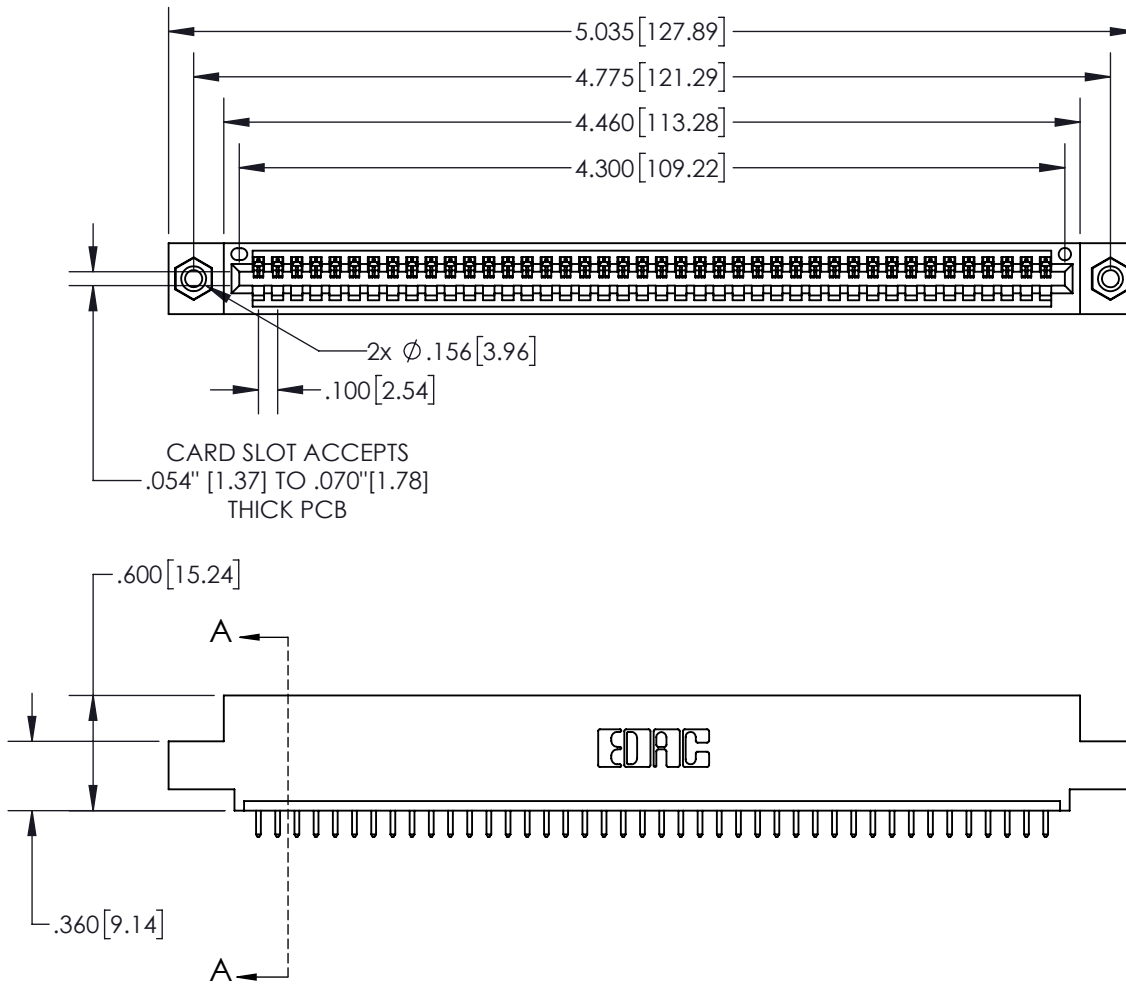 5.035[127.89]
4.775[121.29]
4.460[113.28]
4.300[109.22]
2x ∅ .156[3.96]
.100[2.54]
CARD SLOT ACCEPTS
.054" [1.37] TO .070"[1.78]
THICK PCB
.600[15.24]
A
EDAC
.360[9.14]
A